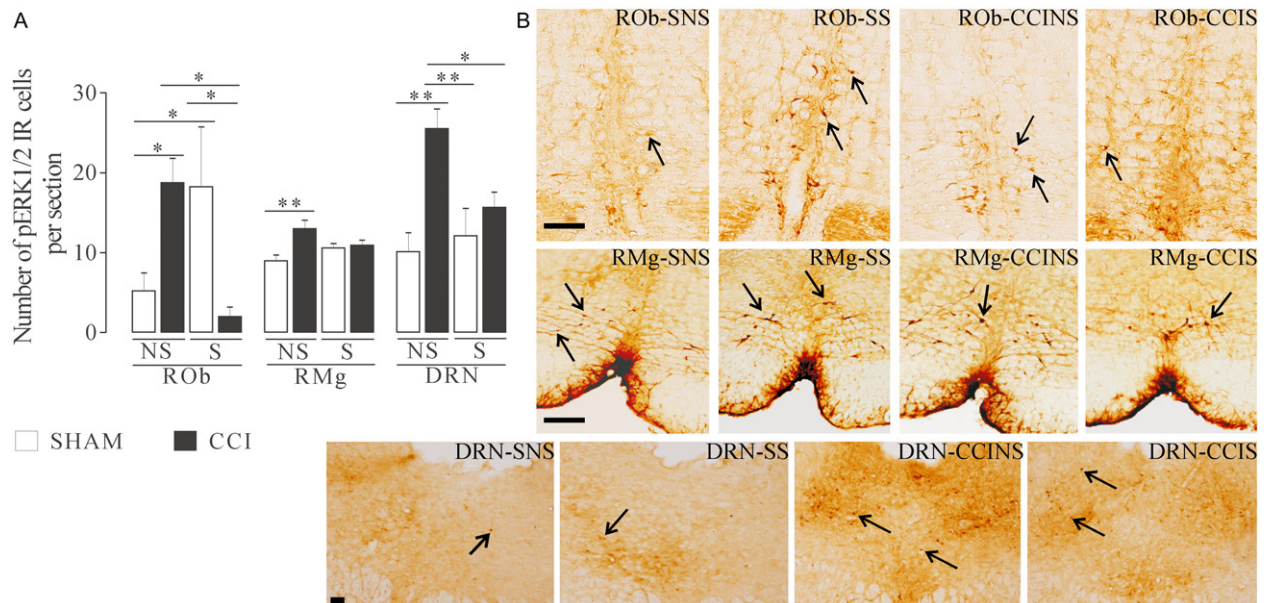 A
Number of pERK1/2 IR cells
per section
30
20
10
0
*
*
*
*
**
*
**
**
NS S NS S NS S
ROb RMg DRN
SHAM CCI
B
ROb-SNS ROb-SS ROb-CCINS ROb-CCIS
RMg-SNS RMg-SS RMg-CCINS RMg-CCIS
DRN-SNS DRN-SS DRN-CCINS DRN-CCIS